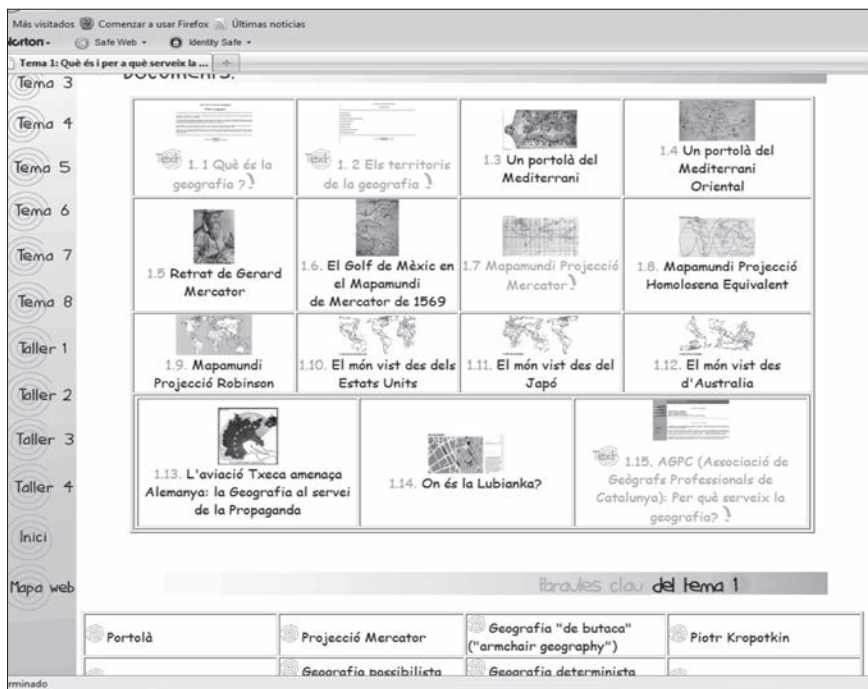 Más visitados Comenzar a usar Firefox Últimas noticias
Norton Safe Web Identity Safe
Tema 1: Què és i per a què serveix la ...
Documents:
Tema 3
Tema 4
Tema 5
Tema 6
Tema 7
Tema 8
Taller 1
Taller 2
Taller 3
Taller 4
Inici
Mapa web
Text 1. 1 Què és la
geografia ?
Text 1. 2 Els territoris
de la geografia
1.3 Un portolà del
Mediterrani
1.4 Un portolà del
Mediterrani
Oriental
1.5 Retrat de Gerard
Mercator
1.6. El Golf de Mèxic en
el Mapamundi
de Mercator de 1569
1.7 Mapamundi Projecció
Mercator
1.8. Mapamundi Projecció
Homolosena Equivalent
1.9. Mapamundi
Projecció Robinson
1.10. El món vist des dels
Estats Units
1.11. El món vist des del
Japó
1.12. El món vist des
d'Australia
1.13. L'aviació Txeca amenaça
Alemanya: la Geografia al servei
de la Propaganda
1.14. On és la Lubianka?
Text 1.15. AGPC (Associació de
Geògrafs Professionals de
Catalunya): Per què serveix la
geografia?
Paraules clau del tema 1
Portolà
Projecció Mercator
Geografia "de butaca"
("armchair geography")
Piotr Kropotkin
Geografia possibilista
Geografia determinista
rminado